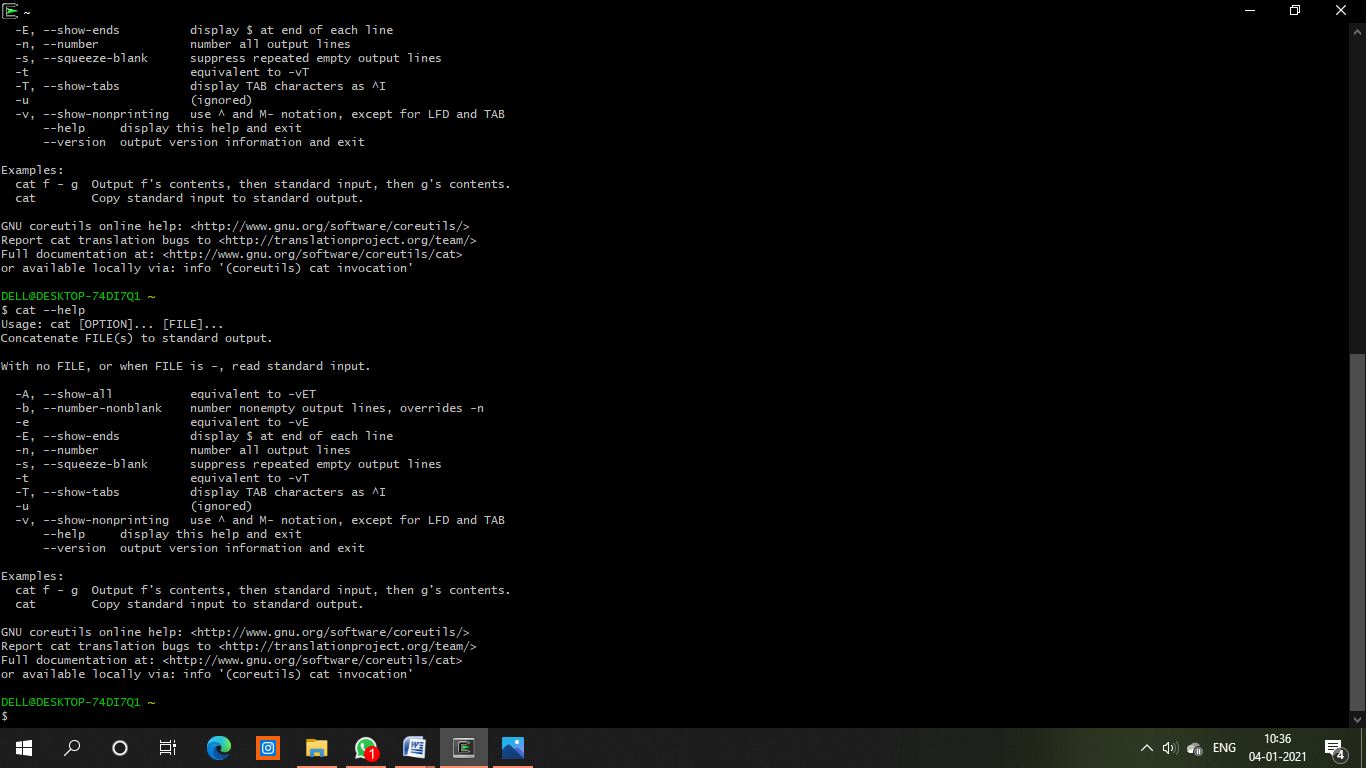 ~
  -E, --show-ends          display $ at end of each line
  -n, --number             number all output lines
  -s, --squeeze-blank      suppress repeated empty output lines
  -t                       equivalent to -vT
  -T, --show-tabs          display TAB characters as ^I
  -u                       (ignored)
  -v, --show-nonprinting   use ^ and M- notation, except for LFD and TAB
      --help     display this help and exit
      --version  output version information and exit

Examples:
  cat f - g  Output f's contents, then standard input, then g's contents.
  cat        Copy standard input to standard output.

GNU coreutils online help: <http://www.gnu.org/software/coreutils/>
Report cat translation bugs to <http://translationproject.org/team/>
Full documentation at: <http://www.gnu.org/software/coreutils/cat>
or available locally via: info '(coreutils) cat invocation'

DELL@DESKTOP-74DI7Q1 ~
$ cat --help
Usage: cat [OPTION]... [FILE]...
Concatenate FILE(s) to standard output.

With no FILE, or when FILE is -, read standard input.

  -A, --show-all           equivalent to -vET
  -b, --number-nonblank    number nonempty output lines, overrides -n
  -e                       equivalent to -vE
  -E, --show-ends          display $ at end of each line
  -n, --number             number all output lines
  -s, --squeeze-blank      suppress repeated empty output lines
  -t                       equivalent to -vT
  -T, --show-tabs          display TAB characters as ^I
  -u                       (ignored)
  -v, --show-nonprinting   use ^ and M- notation, except for LFD and TAB
      --help     display this help and exit
      --version  output version information and exit

Examples:
  cat f - g  Output f's contents, then standard input, then g's contents.
  cat        Copy standard input to standard output.

GNU coreutils online help: <http://www.gnu.org/software/coreutils/>
Report cat translation bugs to <http://translationproject.org/team/>
Full documentation at: <http://www.gnu.org/software/coreutils/cat>
or available locally via: info '(coreutils) cat invocation'

DELL@DESKTOP-74DI7Q1 ~
$
1
W
ENG
10:36
04-01-2021
4